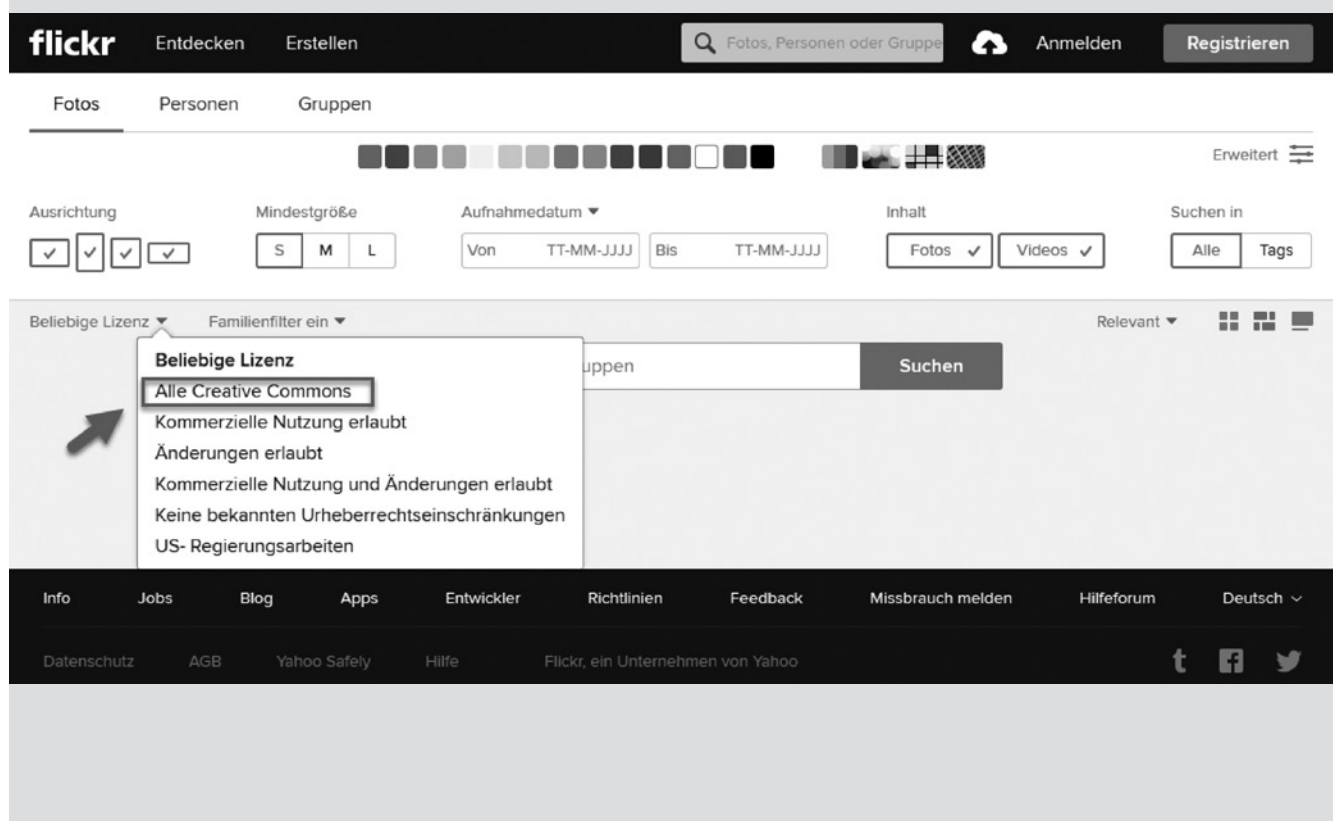 flickr Entdecken Erstellen Fotos, Personen oder Gruppe Anmelden Registrieren
Fotos Personen Gruppen
Erweitert
Ausrichtung Mindestgröße Aufnahmedatum Inhalt Suchen in
S M L Von TT-MM-JJJJ Bis TT-MM-JJJJ Fotos Videos Alle Tags
Beliebige Lizenz Familienfilter ein Relevant
Beliebige Lizenz
uppen Suchen
Alle Creative Commons
Kommerzielle Nutzung erlaubt
Änderungen erlaubt
Kommerzielle Nutzung und Änderungen erlaubt
Keine bekannten Urheberrechtseinschränkungen
US- Regierungsarbeiten
Info Jobs Blog Apps Entwickler Richtlinien Feedback Missbrauch melden Hilfeforum Deutsch
Datenschutz AGB Yahoo Safely Hilfe Flickr, ein Unternehmen von Yahoo